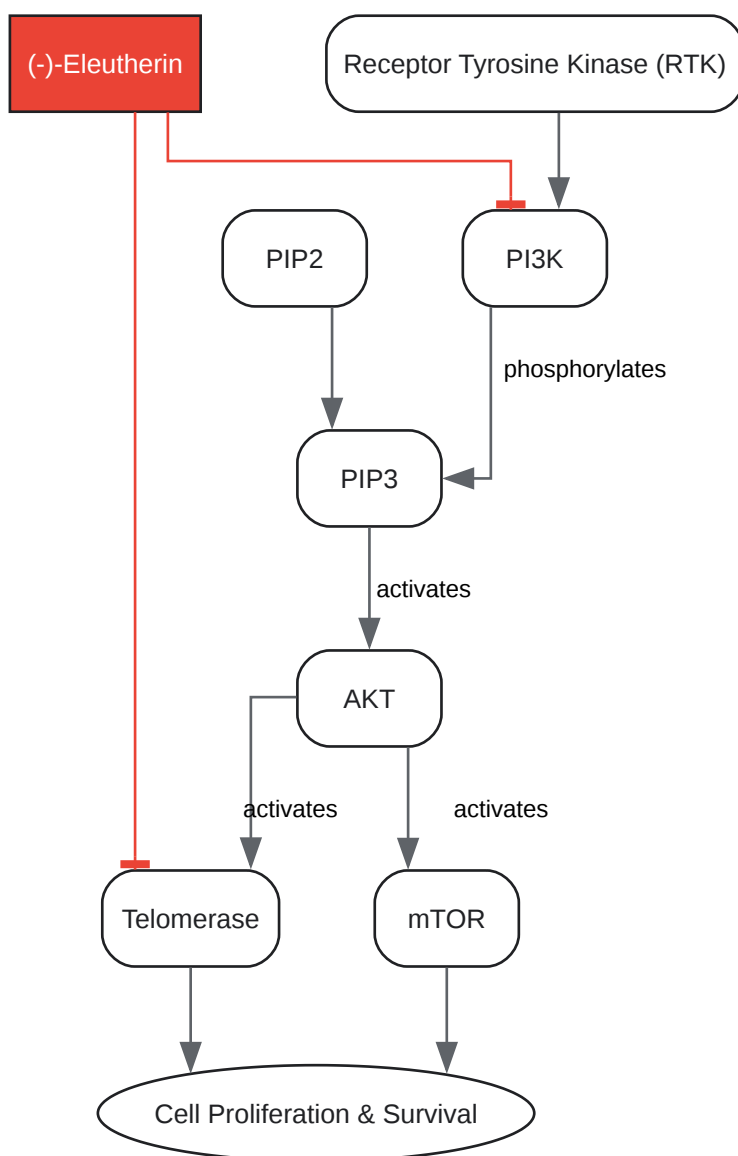 (-)-Eleutherin
Receptor Tyrosine Kinase (RTK)
PIP2
PI3K
phosphorylates
PIP3
activates
AKT
activates
activates
Telomerase
mTOR
Cell Proliferation & Survival